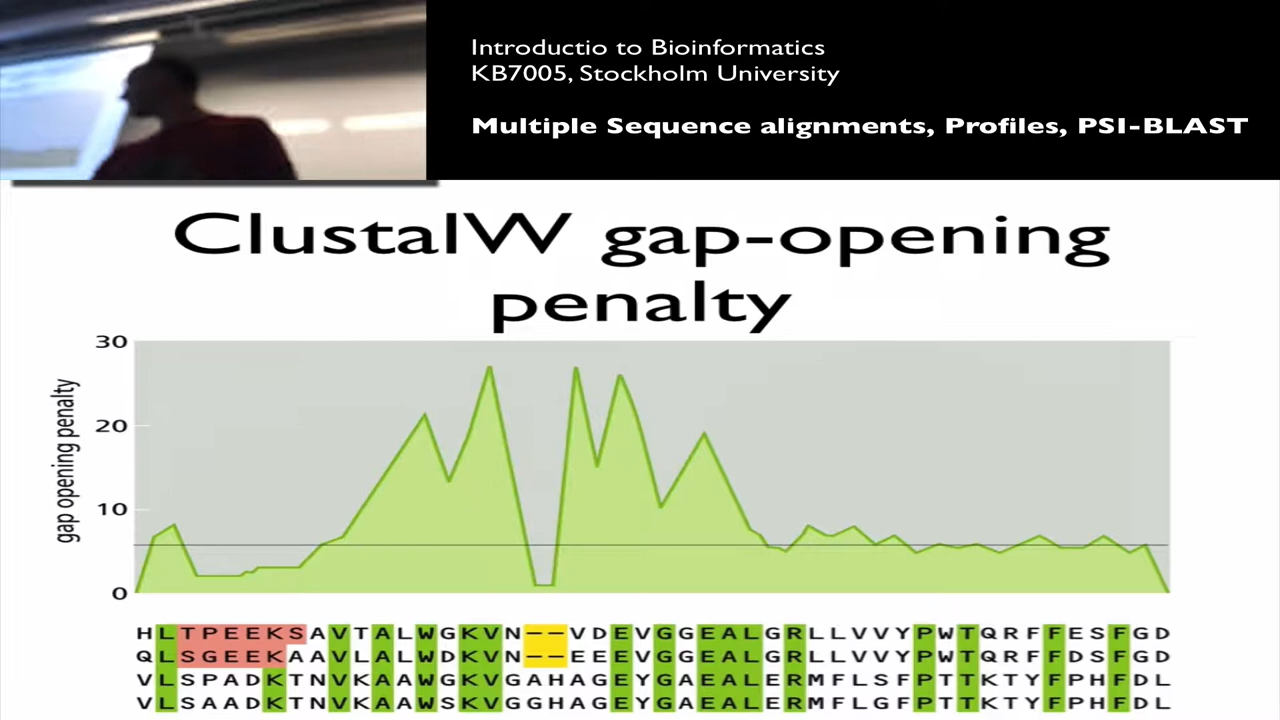 Introductio to Bioinformatics
KB7005, Stockholm University
Multiple Sequence alignments, Profiles, PSI-BLAST
ClustalW gap-opening
penalty
30
20
10
0
gap opening penalty
HLTPEEKSAVTALWGKVN--VDEVGGEALGRLLVVYPWTQRFFESFGD
QLSGEEKAAVLALWDKVN--EEEVGGEALGRLLVVYPWTQRFFDSFGD
VLSPADKTNVKAAWGKVGAHAGEYGAEALERMFLSFPTTKTYFPHFDL
VLSAADKTNVKAAWSKVGGHAGEYGAEALERMFLGFPTTKTYFPHFDL